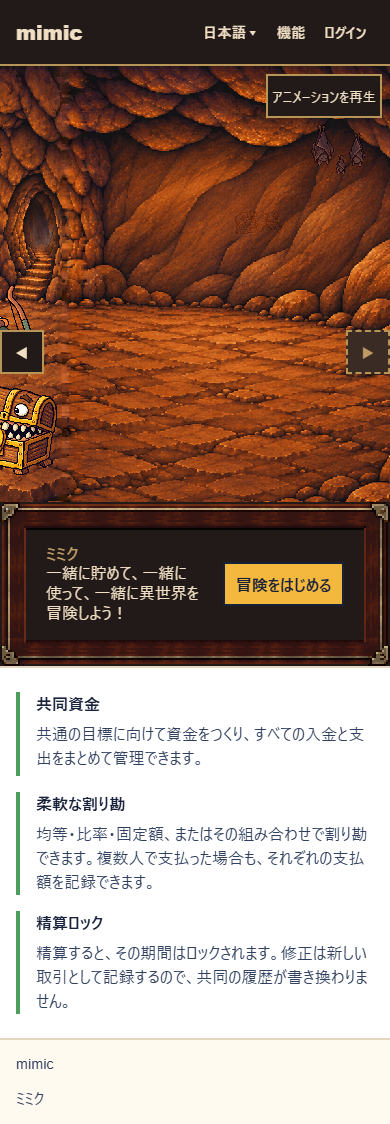 mimic
日本語 ▾
機能
ログイン
アニメーションを再生
ミミク
一緒に貯めて、一緒に
使って、一緒に異世界を
冒険しよう！
冒険をはじめる
共同資金
共通の目標に向けて資金をつくり、すべての入金と支
出をまとめて管理できます。
柔軟な割り勘
均等・比率・固定額、またはその組み合わせで割り勘
できます。複数人で支払った場合も、それぞれの支払
額を記録できます。
精算ロック
精算すると、その期間はロックされます。修正は新しい
取引として記録するので、共同の履歴が書き換わりま
せん。
mimic
ミミク